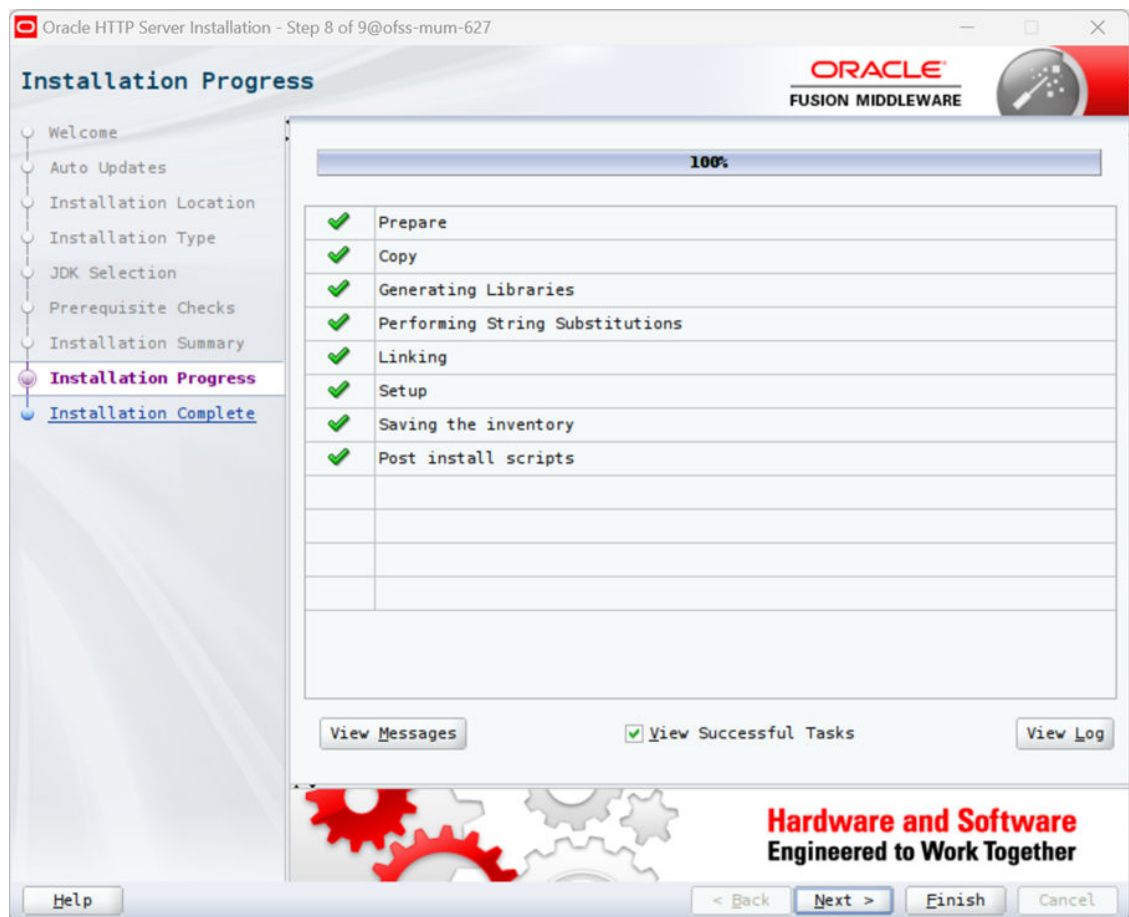 Oracle HTTP Server Installation - Step 8 of 9@ofss-mum-627
Installation Progress
ORACLE
FUSION MIDDLEWARE
Welcome
Auto Updates
Installation Location
Installation Type
JDK Selection
Prerequisite Checks
Installation Summary
Installation Progress
Installation Complete
100%
Prepare
Copy
Generating Libraries
Performing String Substitutions
Linking
Setup
Saving the inventory
Post install scripts
View Messages
View Successful Tasks
View Log
Hardware and Software
Engineered to Work Together
Help
< Back
Next >
Finish
Cancel